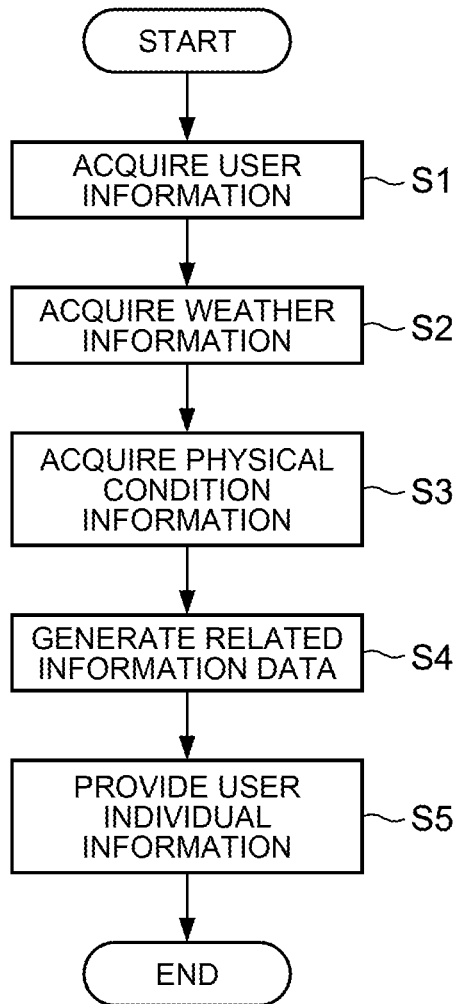 START
ACQUIRE USER
INFORMATION
S1
ACQUIRE WEATHER
INFORMATION
S2
ACQUIRE PHYSICAL
CONDITION
INFORMATION
S3
GENERATE RELATED
INFORMATION DATA
S4
PROVIDE USER
INDIVIDUAL
INFORMATION
S5
END